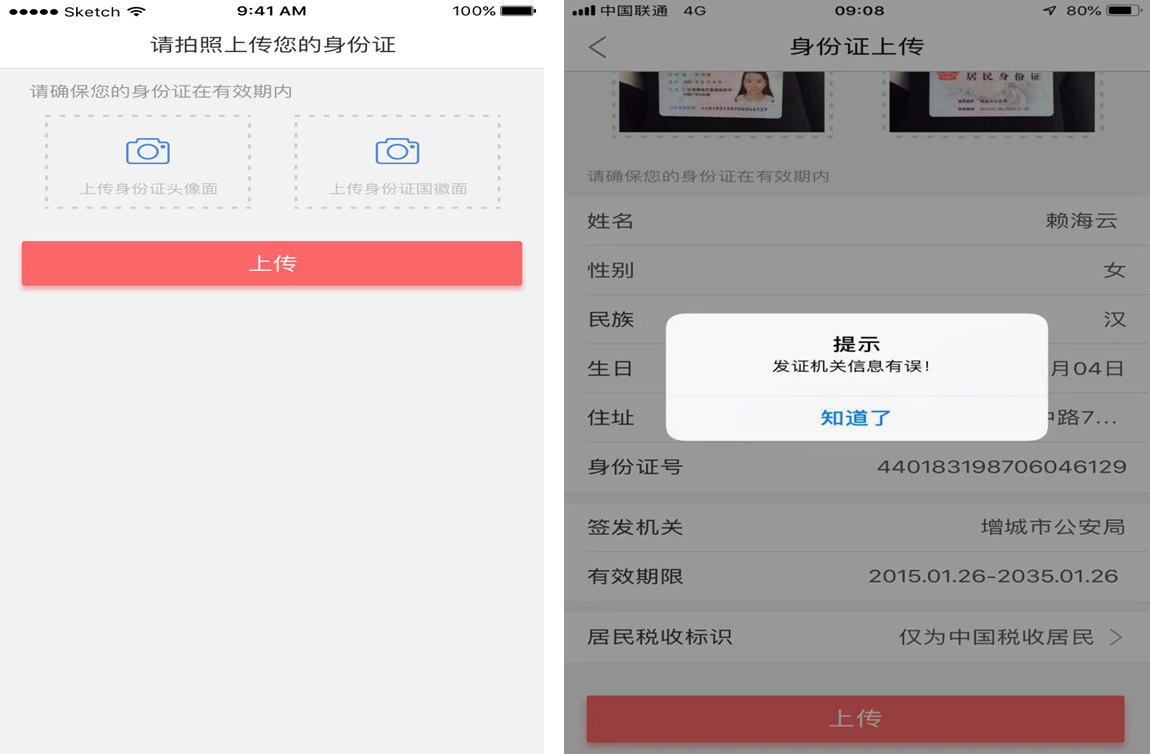 Sketch 9:41 AM 100%
请拍照上传您的身份证
请确保您的身份证在有效期内
上传身份证头像面
上传身份证国徽面
上传
中国联通 4G 09:08 80%
身份证上传
440183198706046129
居民身份证
请确保您的身份证在有效期内
姓名 赖海云
性别 女
民族 汉
生日 月04日
住址 中路7...
身份证号 440183198706046129
提示
发证机关信息有误!
知道了
签发机关 增城市公安局
有效期限 2015.01.26-2035.01.26
居民税收标识 仅为中国税收居民
上传